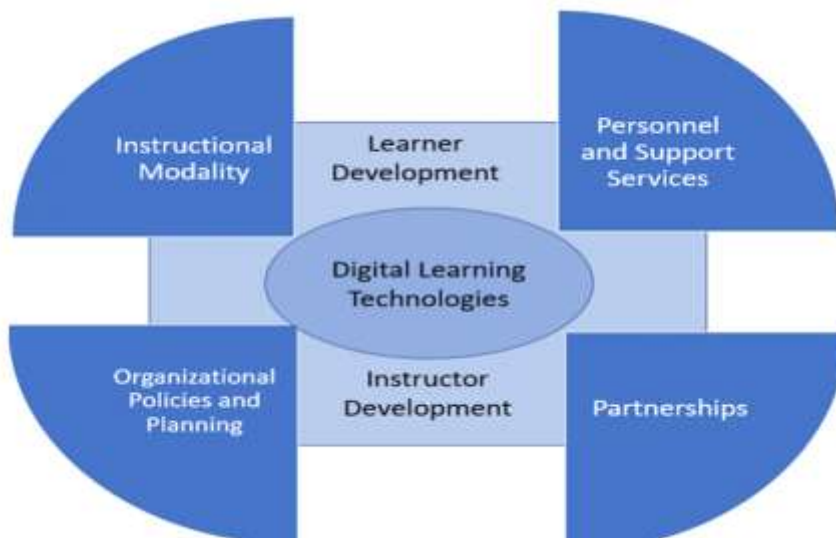 Instructional
Modality
Learner
Development
Personnel
and Support
Services
Digital Learning
Technologies
Organizational
Policies and
Planning
Instructor
Development
Partnerships